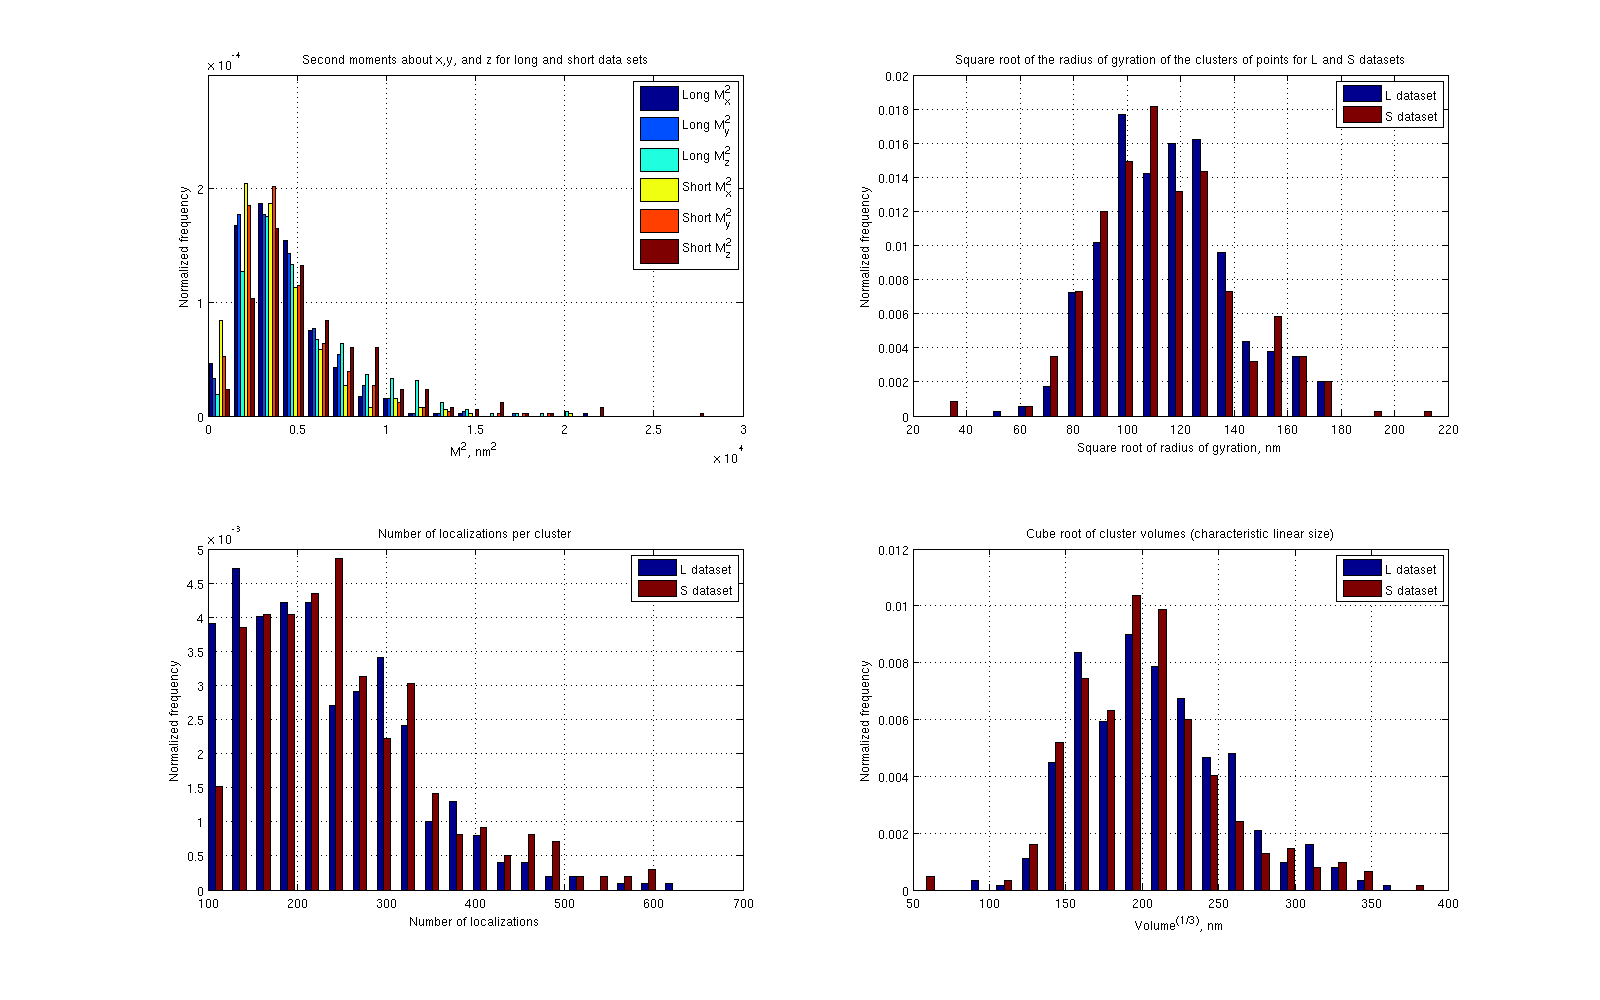 Second moments about x,y, and z for long and short data sets
× 10^-4
Normalized frequency
2
1
0
0 0.5 1 1.5 2 2.5 3
× 10^4
M^2, nm^2
Long M_x^2
Long M_y^2
Long M_z^2
Short M_x^2
Short M_y^2
Short M_z^2
Square root of the radius of gyration of the clusters of points for L and S datasets
Normalized frequency
0.02
0.018
0.016
0.014
0.012
0.01
0.008
0.006
0.004
0.002
0
20 40 60 80 100 120 140 160 180 200 220
Square root of radius of gyration, nm
L dataset
S dataset
Number of localizations per cluster
× 10^-3
Normalized frequency
5
4.5
4
3.5
3
2.5
2
1.5
1
0.5
0
100 200 300 400 500 600 700
Number of localizations
L dataset
S dataset
Cube root of cluster volumes (characteristic linear size)
Normalized frequency
0.012
0.01
0.008
0.006
0.004
0.002
0
50 100 150 200 250 300 350 400
Volume^(1/3), nm
L dataset
S dataset